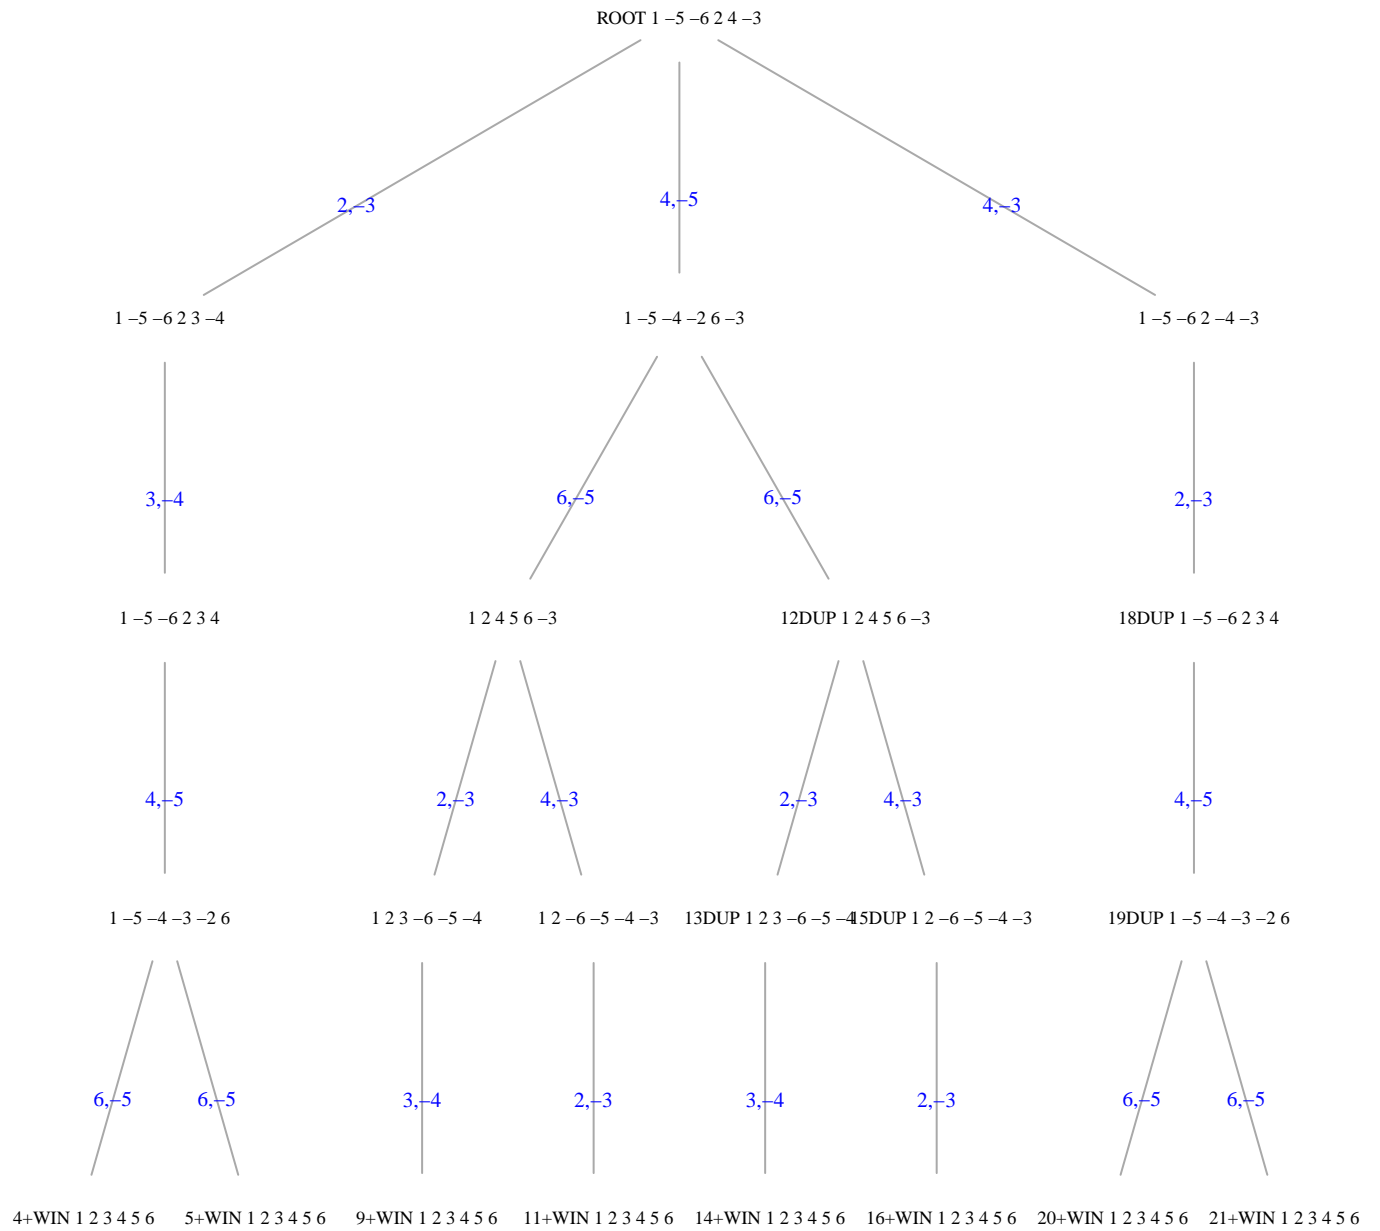 ROOT 1 –5 –6 2 4 –3
2,–3
4,–5
4,–3
1 –5 –6 2 3 –4
1 –5 –4 –2 6 –3
1 –5 –6 2 –4 –3
3,–4
6,–5
6,–5
2,–3
1 –5 –6 2 3 4
1 2 4 5 6 –3
12DUP 1 2 4 5 6 –3
18DUP 1 –5 –6 2 3 4
4,–5
2,–3
4,–3
2,–3
4,–3
4,–5
1 –5 –4 –3 –2 6
1 2 3 –6 –5 –4
1 2 –6 –5 –4 –3
13DUP 1 2 3 –6 –5 –4
15DUP 1 2 –6 –5 –4 –3
19DUP 1 –5 –4 –3 –2 6
6,–5
6,–5
3,–4
2,–3
3,–4
2,–3
6,–5
6,–5
4+WIN 1 2 3 4 5 6
5+WIN 1 2 3 4 5 6
9+WIN 1 2 3 4 5 6
11+WIN 1 2 3 4 5 6
14+WIN 1 2 3 4 5 6
16+WIN 1 2 3 4 5 6
20+WIN 1 2 3 4 5 6
21+WIN 1 2 3 4 5 6